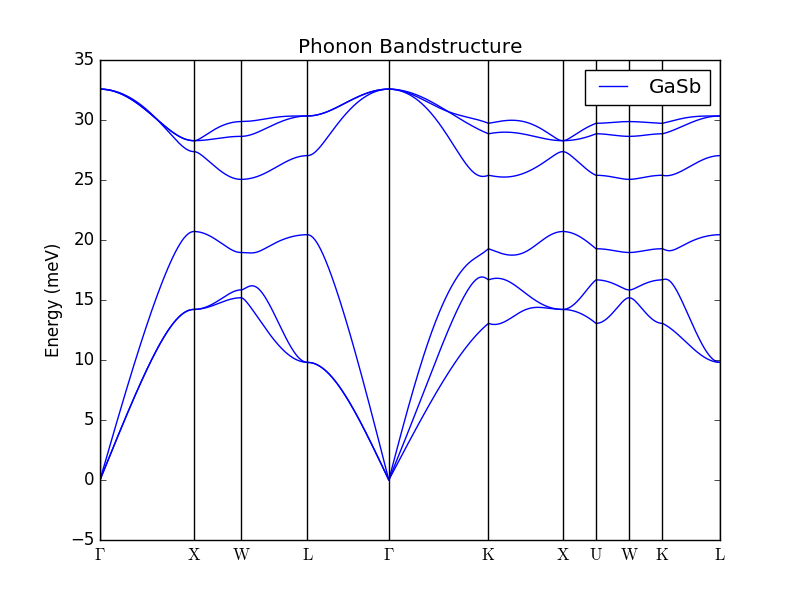 Phonon Bandstructure
GaSb
Energy (meV)
35
30
25
20
15
10
5
0
−5
Γ X W L Γ K X U W K L